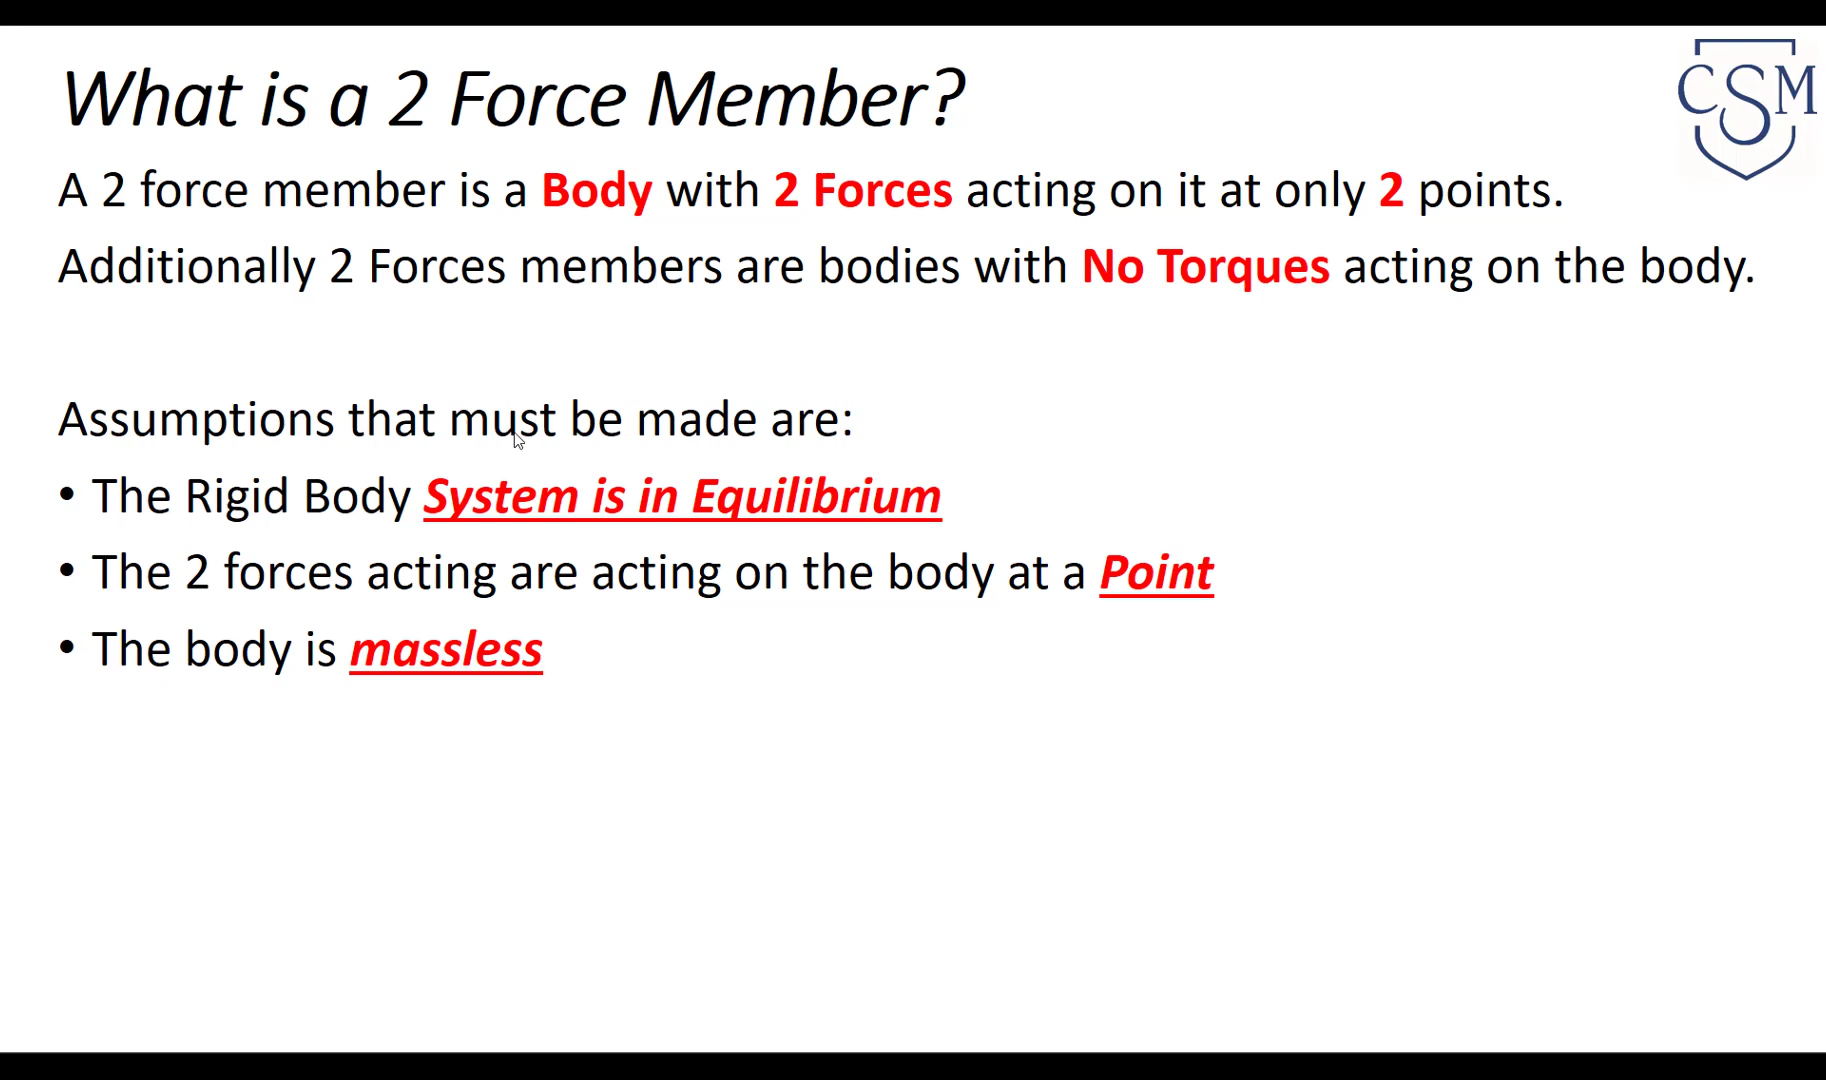 What is a 2 Force Member?
CSM
A 2 force member is a Body with 2 Forces acting on it at only 2 points.
Additionally 2 Forces members are bodies with No Torques acting on the body.
Assumptions that must be made are:
• The Rigid Body System is in Equilibrium
• The 2 forces acting are acting on the body at a Point
• The body is massless